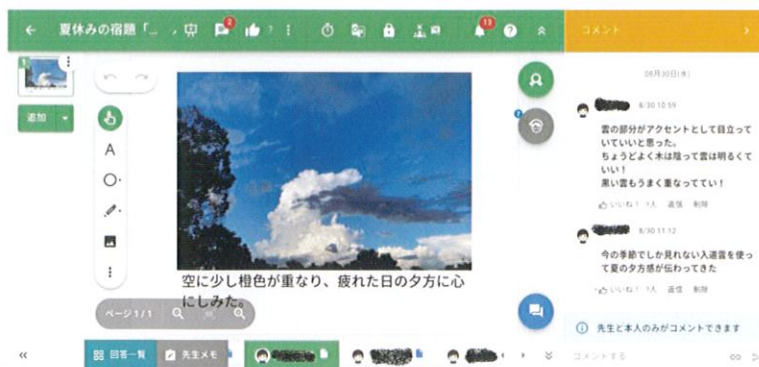 夏休みの宿題「...
2
?
13
?
コメント
1
追加
A
空に少し橙色が重なり、疲れた日の夕方に心
にしみた。
ページ 1 / 1
回答一覧
先生メモ
08月30日(水)
8/30 10:59
雲の部分がアクセントとして目立って
いていいと思った。
ちょうどよく木は陰って雲は明るくて
いい!
黒い雲もうまく重なっててい!
いいね!
返信
削除
8/30 11:12
今の季節でしか見れない入道雲を使っ
て夏の夕方感が伝わってきた
いいね!
返信
削除
先生と本人のみがコメントできます
コメントする